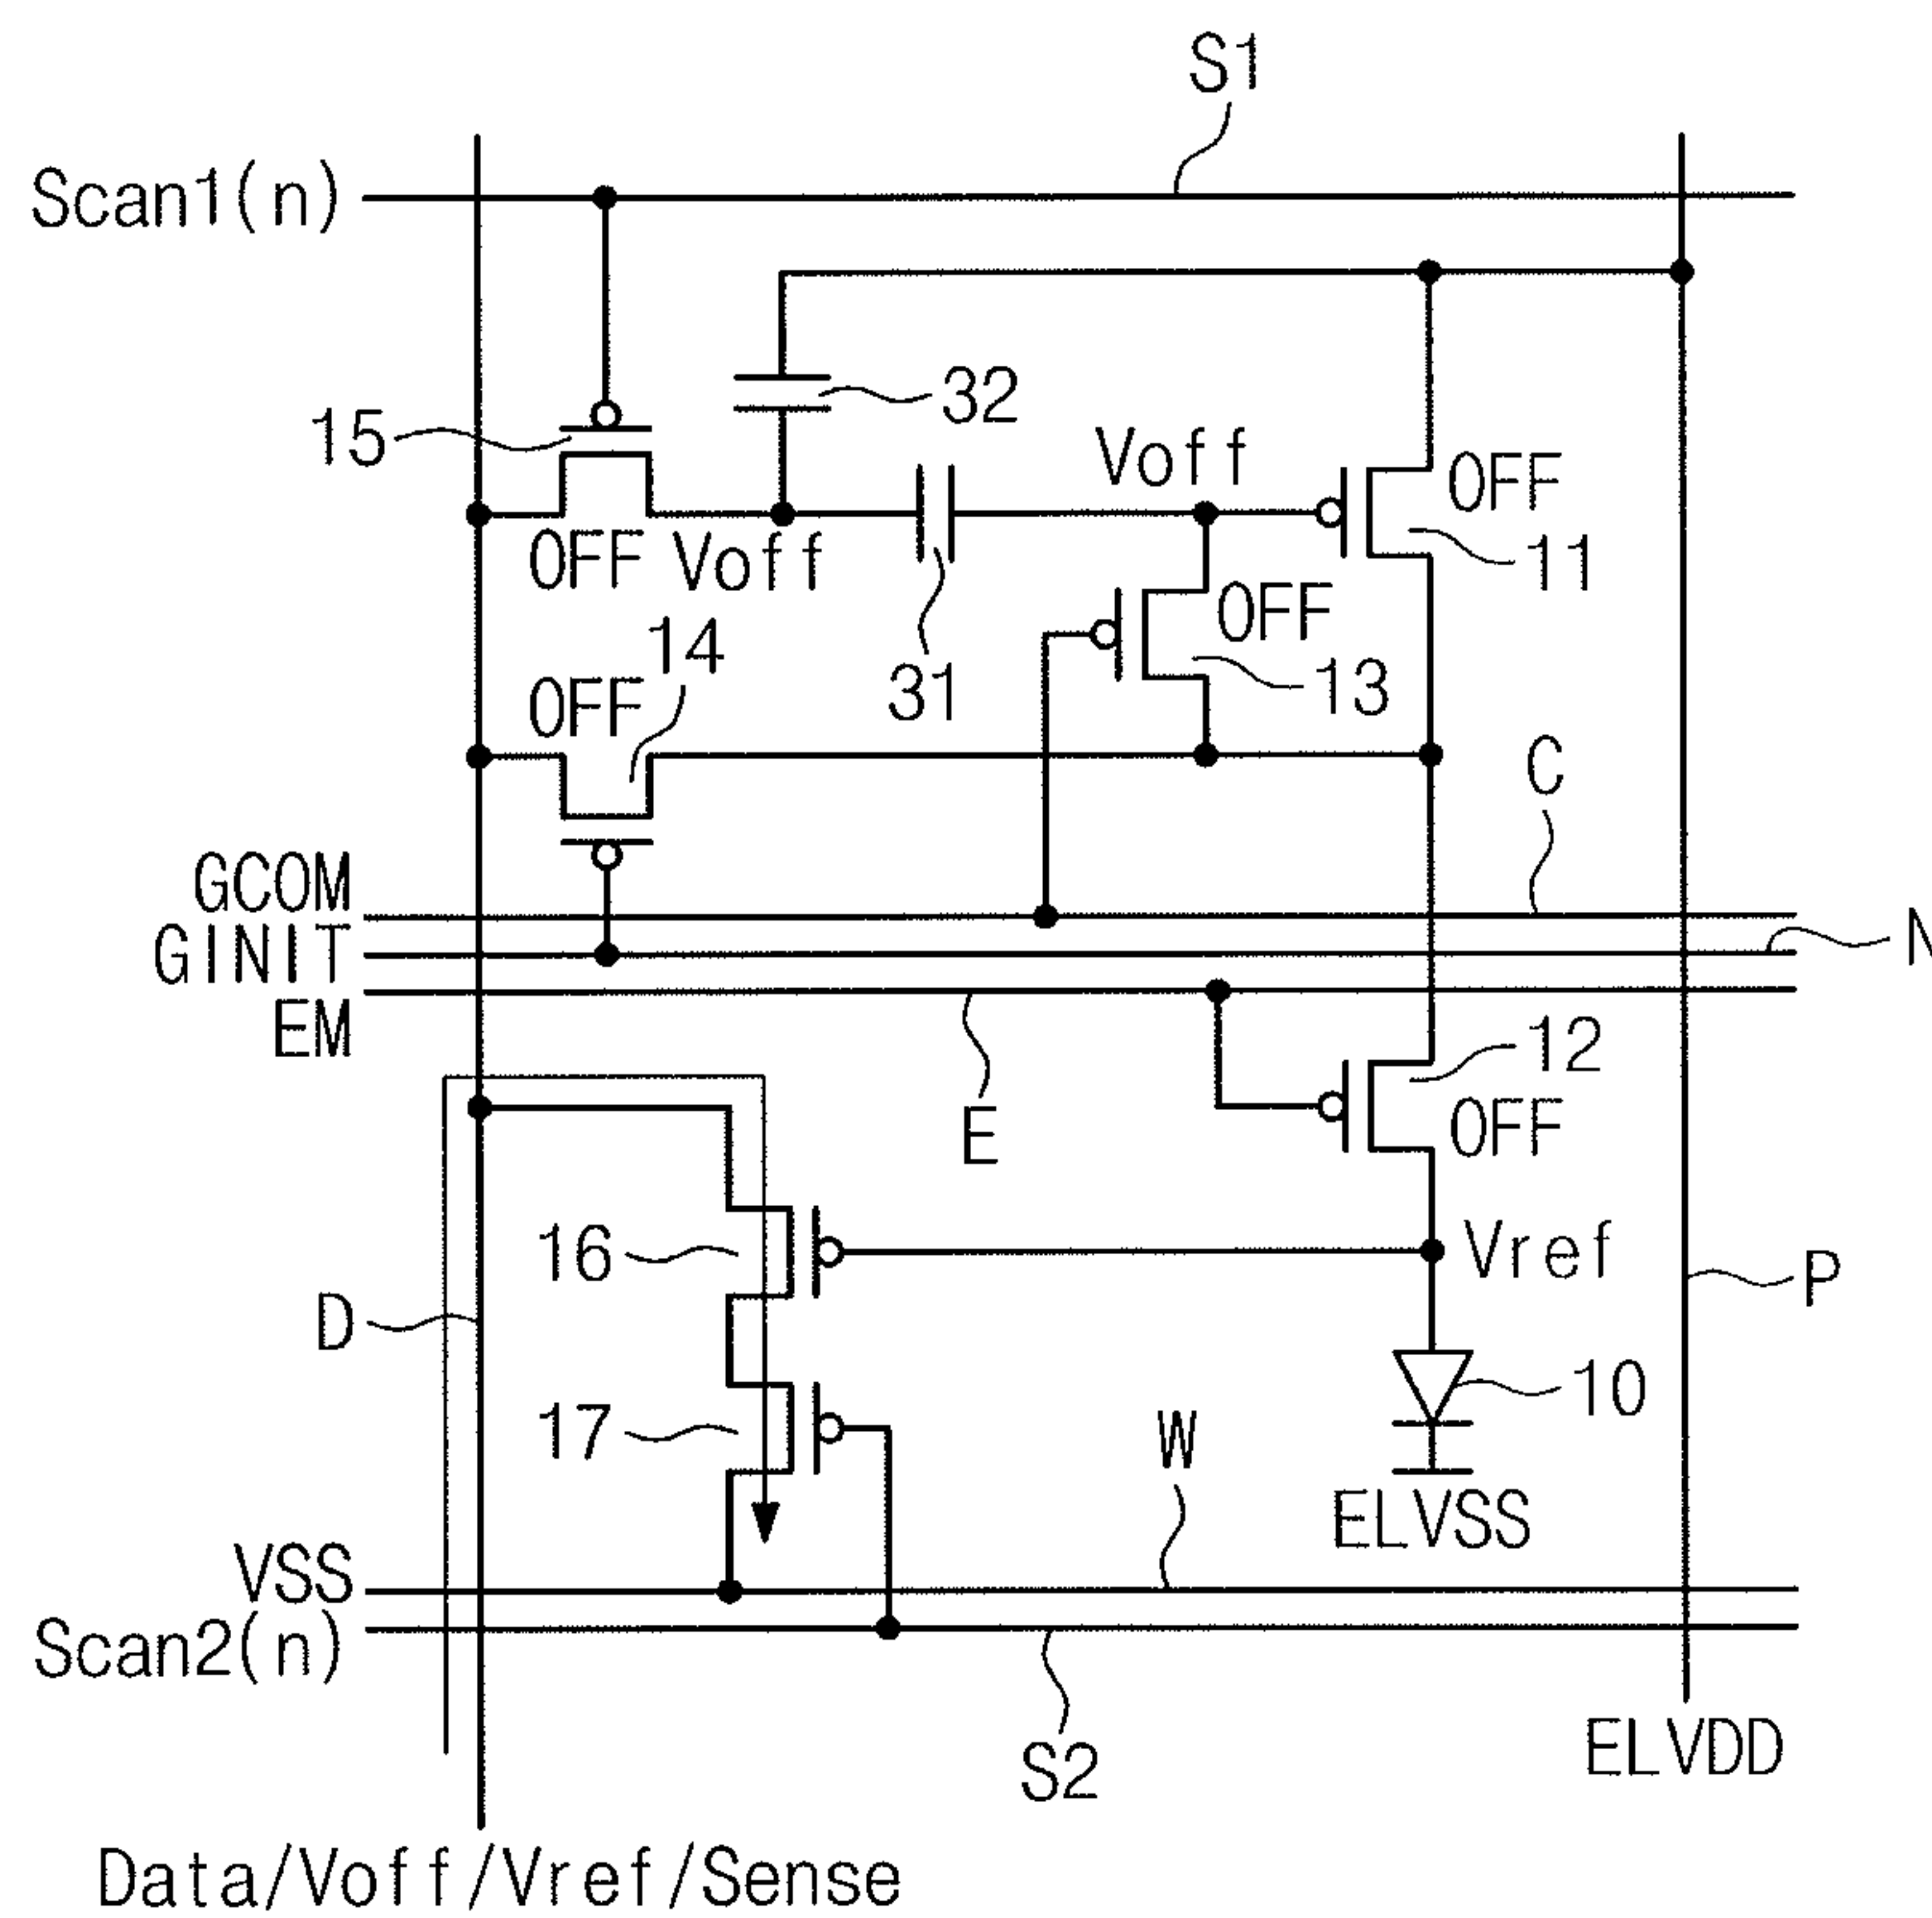 S1
Scan1(n)
32
15
Voff
OFF
11
OFF
Voff
OFF
14
31
13
OFF
C
GCOM
GINIT
N
EM
12
E
OFF
16
Vref
P
D
10
17
W
ELVSS
VSS
Scan2(n)
S2
ELVDD
Data/Voff/Vref/Sense